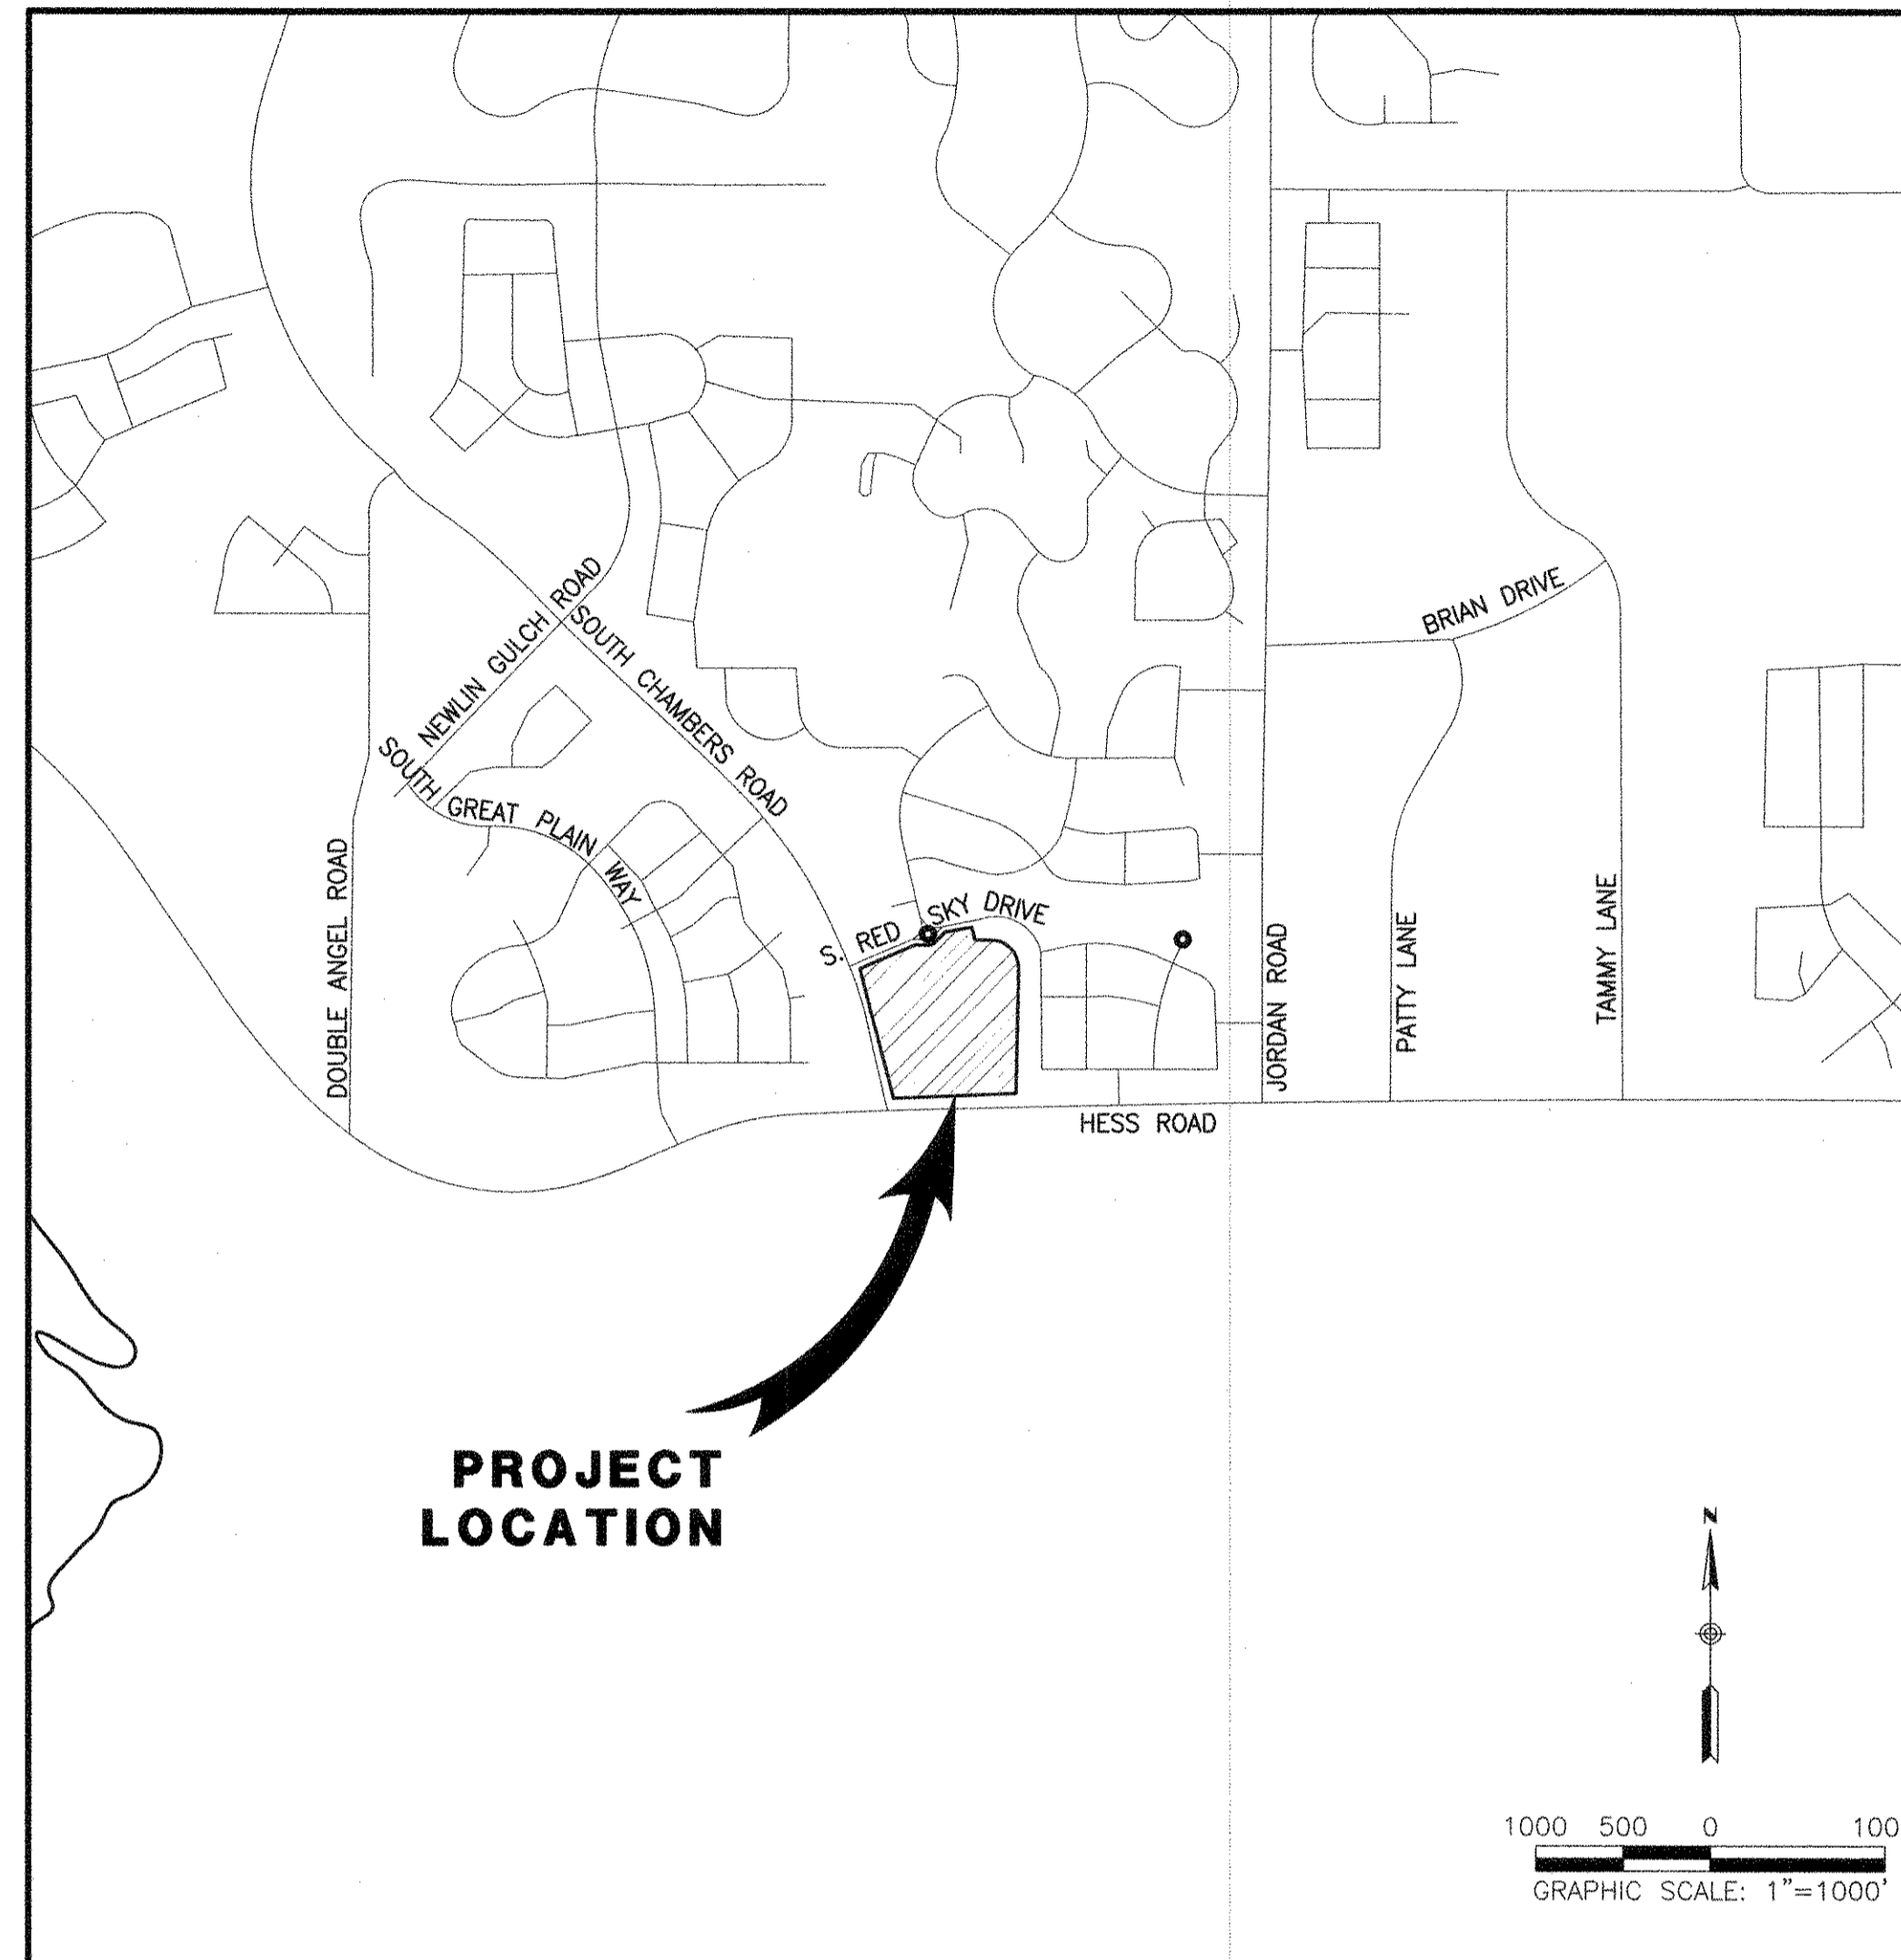 NEWLIN GULCH ROAD
SOUTH CHAMBERS ROAD
BRIAN DRIVE
SOUTH GREAT PLAIN WAY
DOUBLE ANGEL ROAD
S. RED SKY DRIVE
JORDAN ROAD
PATTY LANE
TAMMY LANE
HESS ROAD
PROJECT
LOCATION
N
1000 500 0 100
GRAPHIC SCALE: 1"=1000'